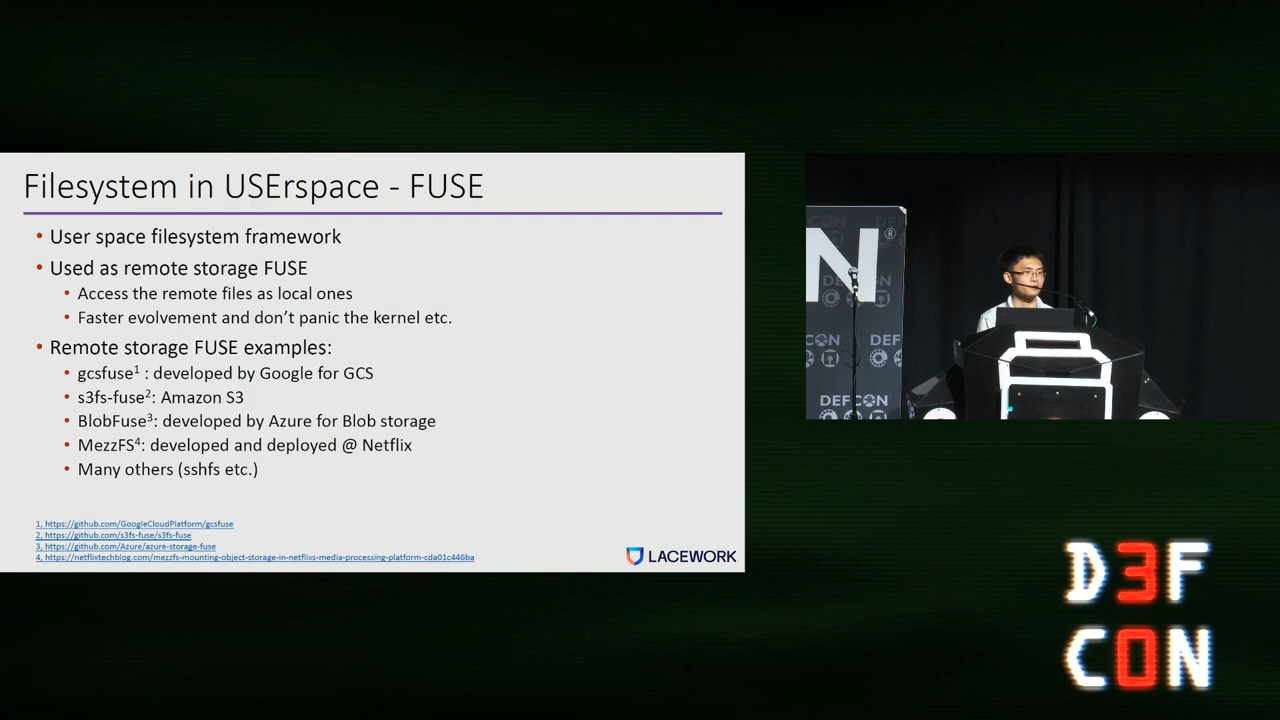 Filesystem in USErspace - FUSE
• User space filesystem framework
• Used as remote storage FUSE
• Access the remote files as local ones
• Faster evolvement and don't panic the kernel etc.
• Remote storage FUSE examples:
• gcsfuse1 : developed by Google for GCS
• s3fs-fuse2: Amazon S3
• BlobFuse3: developed by Azure for Blob storage
• MezzFS4: developed and deployed @ Netflix
• Many others (sshfs etc.)
1, https://github.com/GoogleCloudPlatform/gcsfuse
2, https://github.com/s3fs-fuse/s3fs-fuse
3, https://github.com/Azure/azure-storage-fuse
4, https://netflixtechblog.com/mezzfs-mounting-object-storage-in-netflixs-media-processing-platform-cda01c446ba
LACEWORK
N®
DEF
DEFCON
D3F
C0N